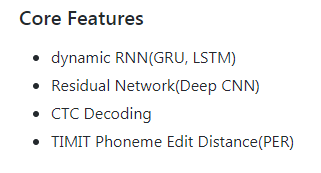 Core Features
dynamic RNN(GRU, LSTM)
Residual Network(Deep CNN)
CTC Decoding
TIMIT Phoneme Edit Distance(PER)